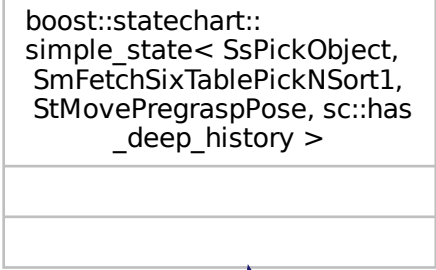 boost::statechart::
simple_state< SsPickObject,
SmFetchSixTablePickNSort1,
StMovePregraspPose, sc::has
_deep_history >